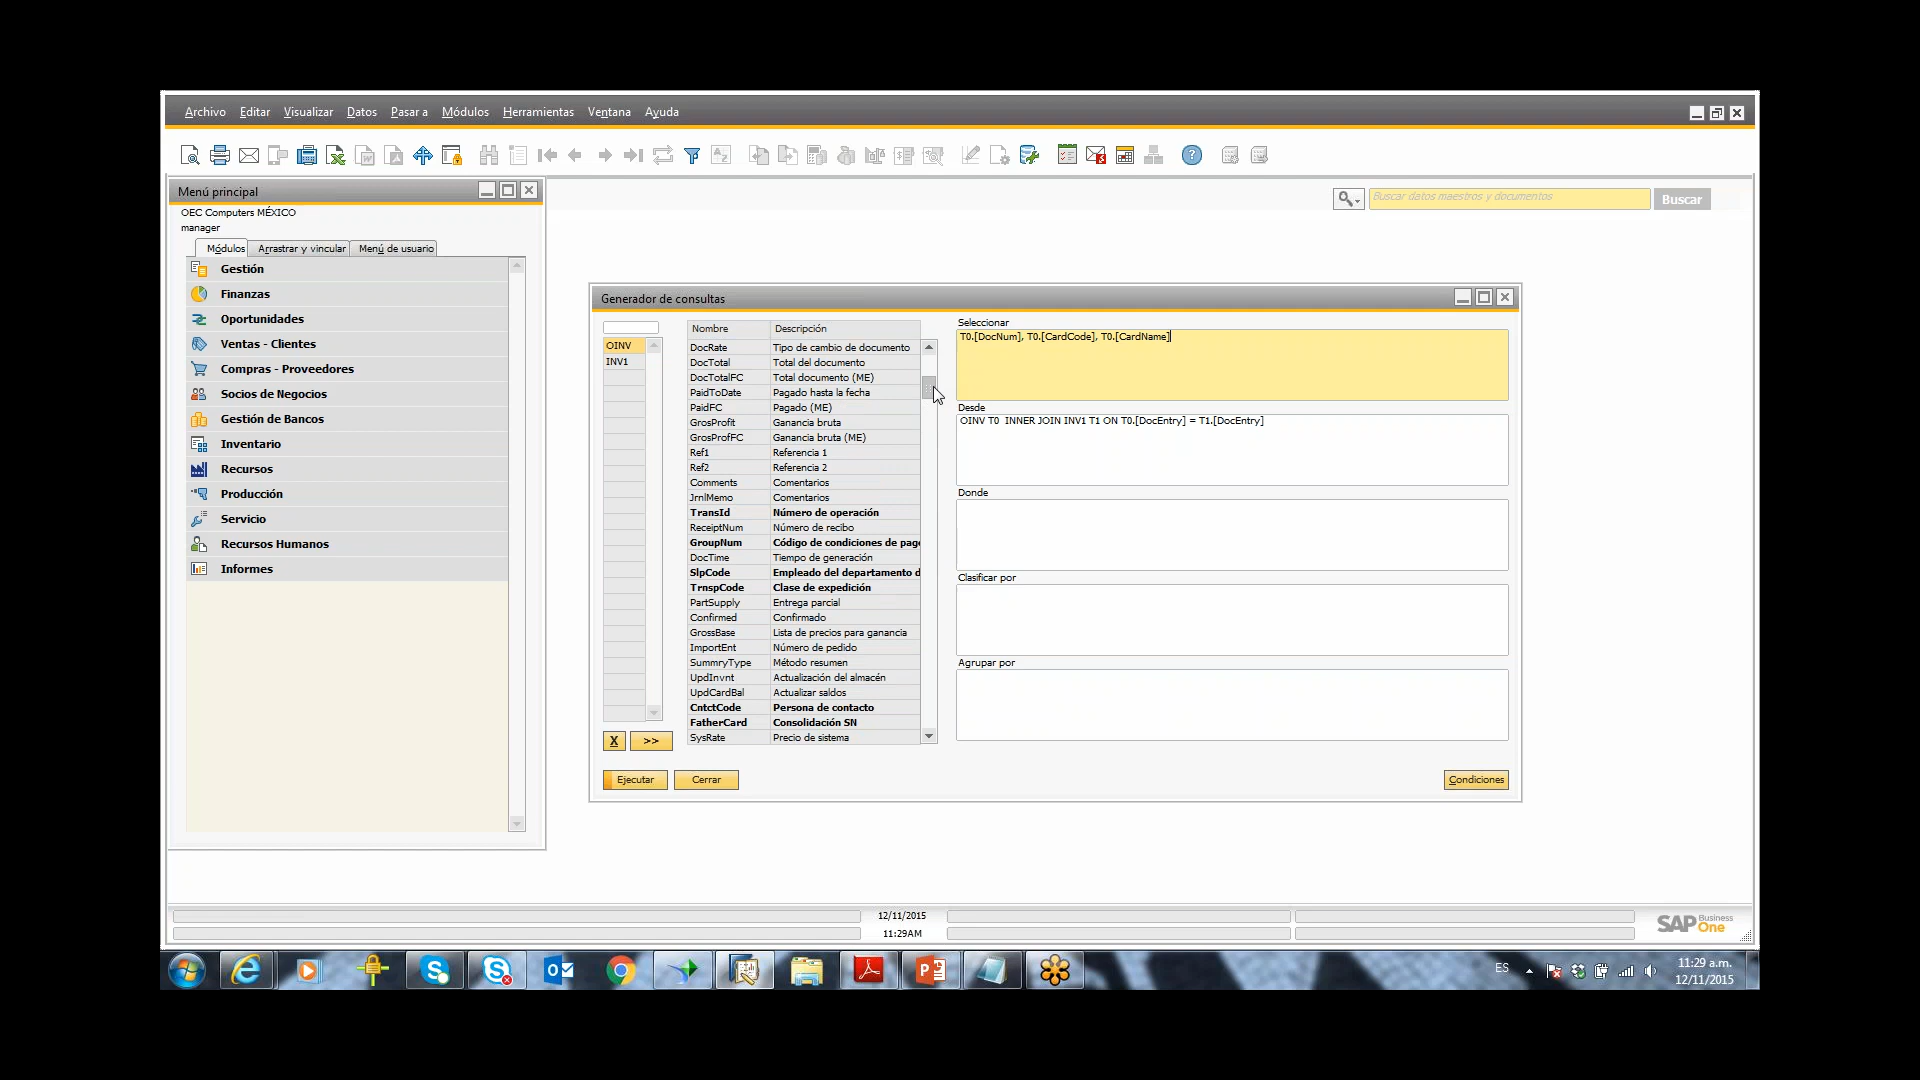 Archivo Editar Visualizar Datos Pasar a Módulos Herramientas Ventana Ayuda
Menú principal
OEC Computers MÉXICO
manager
Módulos Arrastrar y vincular Menú de usuario
Gestión
Finanzas
Oportunidades
Ventas - Clientes
Compras - Proveedores
Socios de Negocios
Gestión de Bancos
Inventario
Recursos
Producción
Servicio
Recursos Humanos
Informes
Buscar datos maestros y documentos
Buscar
Generador de consultas
OINV
INV1
Nombre Descripción
DocRate Tipo de cambio de documento
DocTotal Total del documento
DocTotalFC Total documento (ME)
PaidToDate Pagado hasta la fecha
PaidFC Pagado (ME)
GrosProfit Ganancia bruta
GrosProfFC Ganancia bruta (ME)
Ref1 Referencia 1
Ref2 Referencia 2
Comments Comentarios
JrnlMemo Comentarios
TransId Número de operación
ReceiptNum Número de recibo
GroupNum Código de condiciones de pag
DocTime Tiempo de generación
SlpCode Empleado del departamento d
TrnspCode Clase de expedición
PartSupply Entrega parcial
Confirmed Confirmado
GrossBase Lista de precios para ganancia
ImportEnt Número de pedido
SummryType Método resumen
UpdInvnt Actualización del almacén
UpdCardBal Actualizar saldos
CntctCode Persona de contacto
FatherCard Consolidación SN
SysRate Precio de sistema
X >>
Ejecutar Cerrar
Seleccionar
T0.[DocNum], T0.[CardCode], T0.[CardName]
Desde
OINV T0 INNER JOIN INV1 T1 ON T0.[DocEntry] = T1.[DocEntry]
Donde
Clasificar por
Agrupar por
Condiciones
12/11/2015
11:29AM
SAP Business One
ES
11:29 a.m.
12/11/2015